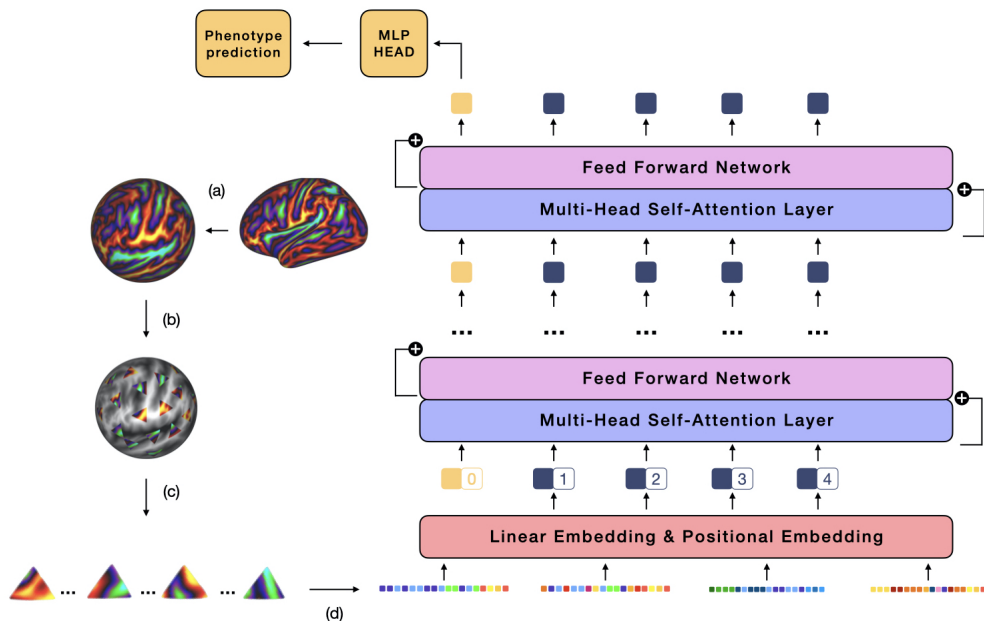 Phenotype
prediction
MLP
HEAD
Feed Forward Network
Multi-Head Self-Attention Layer
(a)
(b)
...
...
...
...
...
Feed Forward Network
Multi-Head Self-Attention Layer
0
1
2
3
4
(c)
Linear Embedding & Positional Embedding
...
...
...
(d)